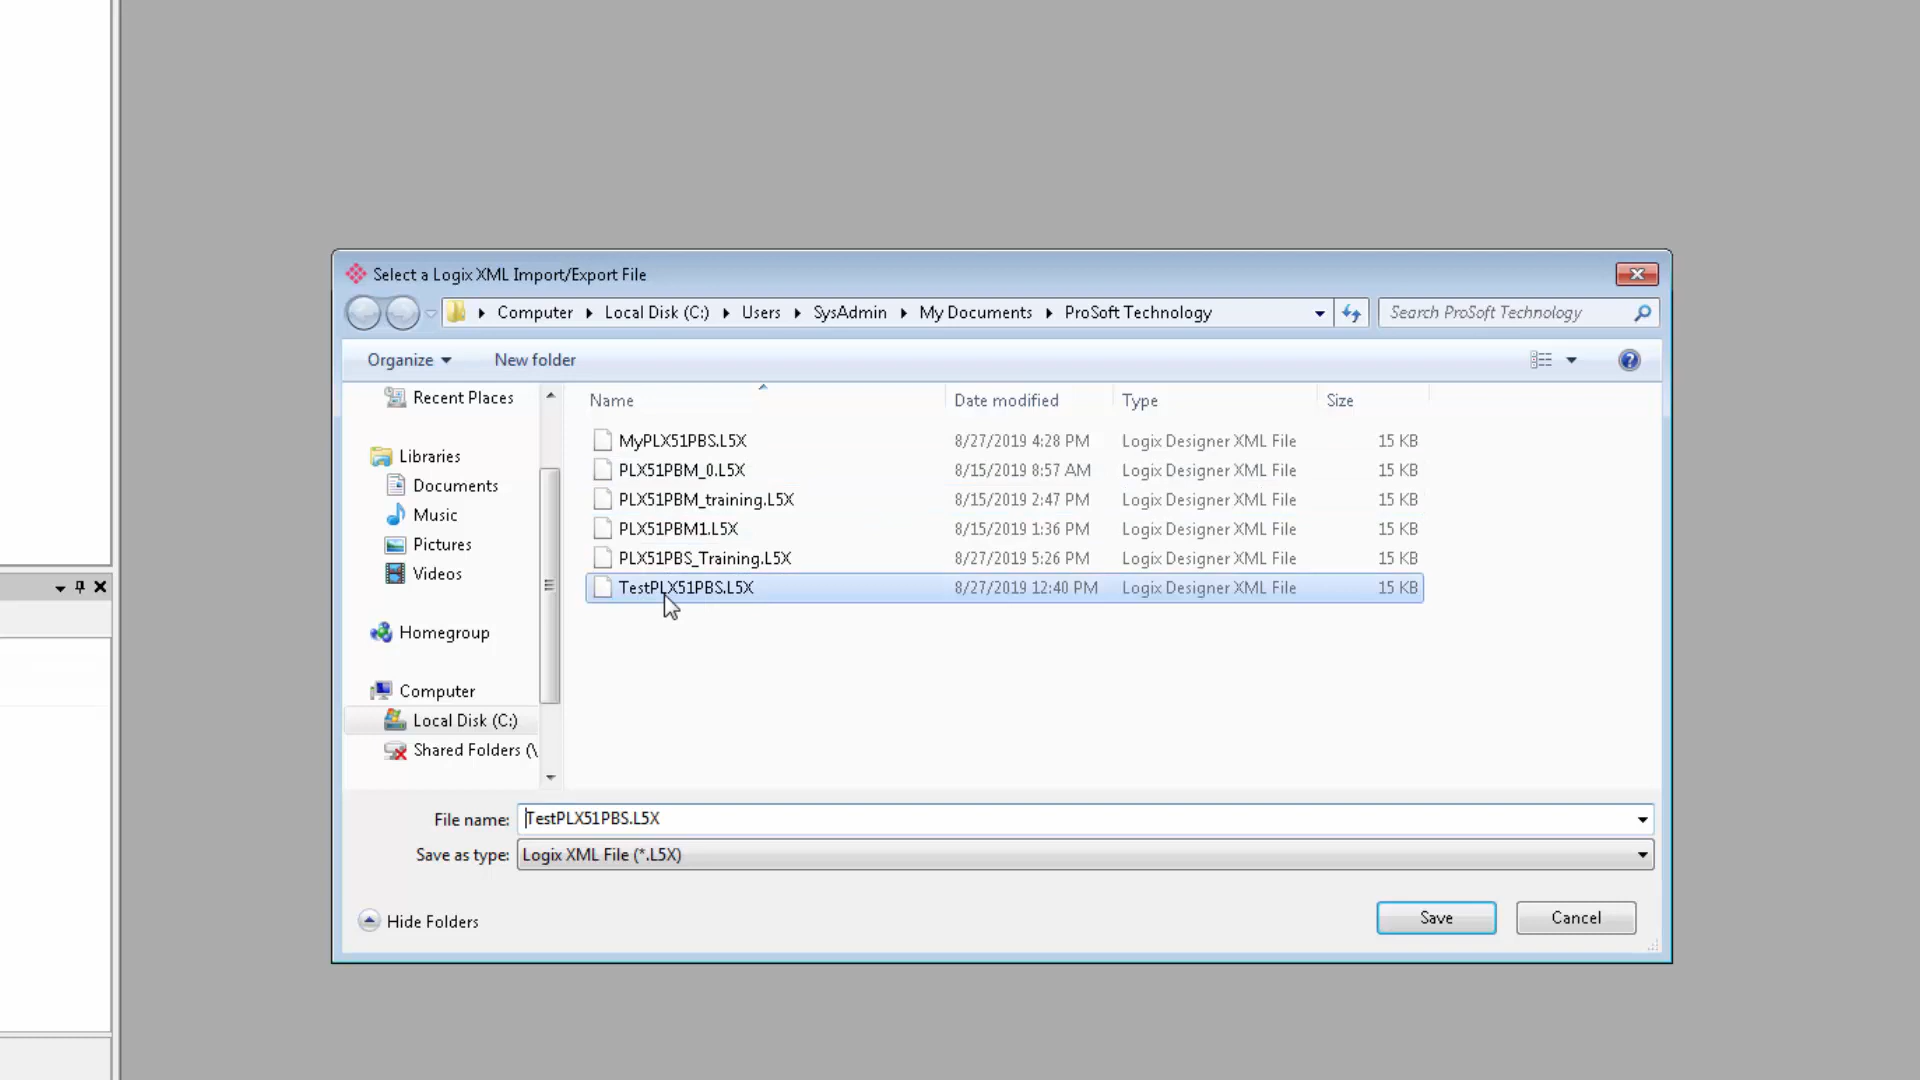 Select a Logix XML Import/Export File
Computer Local Disk (C:) Users SysAdmin My Documents ProSoft Technology Search ProSoft Technology
Organize New folder
Recent Places
Libraries
Documents
Music
Pictures
Videos
Homegroup
Computer
Local Disk (C:)
Shared Folders (\
Name Date modified Type Size
MyPLX51PBS.L5X 8/27/2019 4:28 PM Logix Designer XML File 15 KB
PLX51PBM_0.L5X 8/15/2019 8:57 AM Logix Designer XML File 15 KB
PLX51PBM_training.L5X 8/15/2019 2:47 PM Logix Designer XML File 15 KB
PLX51PBM1.L5X 8/15/2019 1:36 PM Logix Designer XML File 15 KB
PLX51PBS_Training.L5X 8/27/2019 5:26 PM Logix Designer XML File 15 KB
TestPLX51PBS.L5X 8/27/2019 12:40 PM Logix Designer XML File 15 KB
File name: TestPLX51PBS.L5X
Save as type: Logix XML File (*.L5X)
Hide Folders Save Cancel